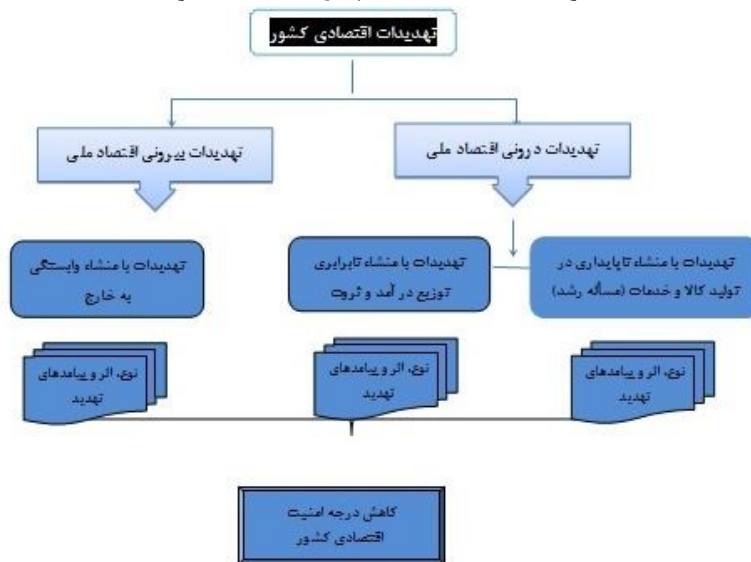 تهدیدات اقتصادی کشور
تهدیدات درونی اقتصاد ملی
تهدیدات بیرونی اقتصاد ملی
تهدیدات با منشاء ناپایداری در
تولید کالا و خدمات (مسأله رشد)
تهدیدات با منشاء نابرابری
توزیع درآمد و ثروت
تهدیدات با منشاء وابستگی
به خارج
نوع، اثر و پیامدهای
تهدید
نوع، اثر و پیامدهای
تهدید
نوع، اثر و پیامدهای
تهدید
کاهش درجه امنیت
اقتصادی کشور